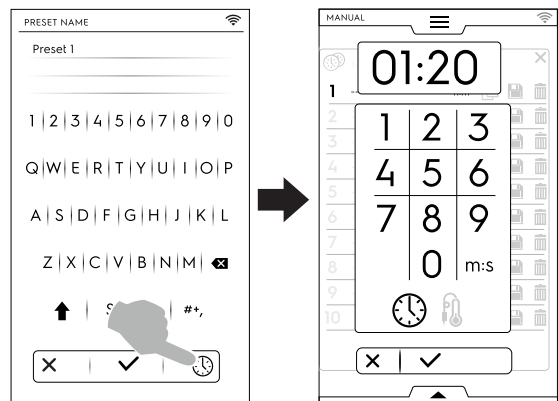 PRESET NAME
Preset 1
1 2 3 4 5 6 7 8 9 0
Q W E R T Y U I O P
A S D F G H J K L
Z X C V B N M
#+,
MANUAL
01:20
1
2
3
4
5
6
7
8
9
10
1 2 3
4 5 6
7 8 9
0 m:s